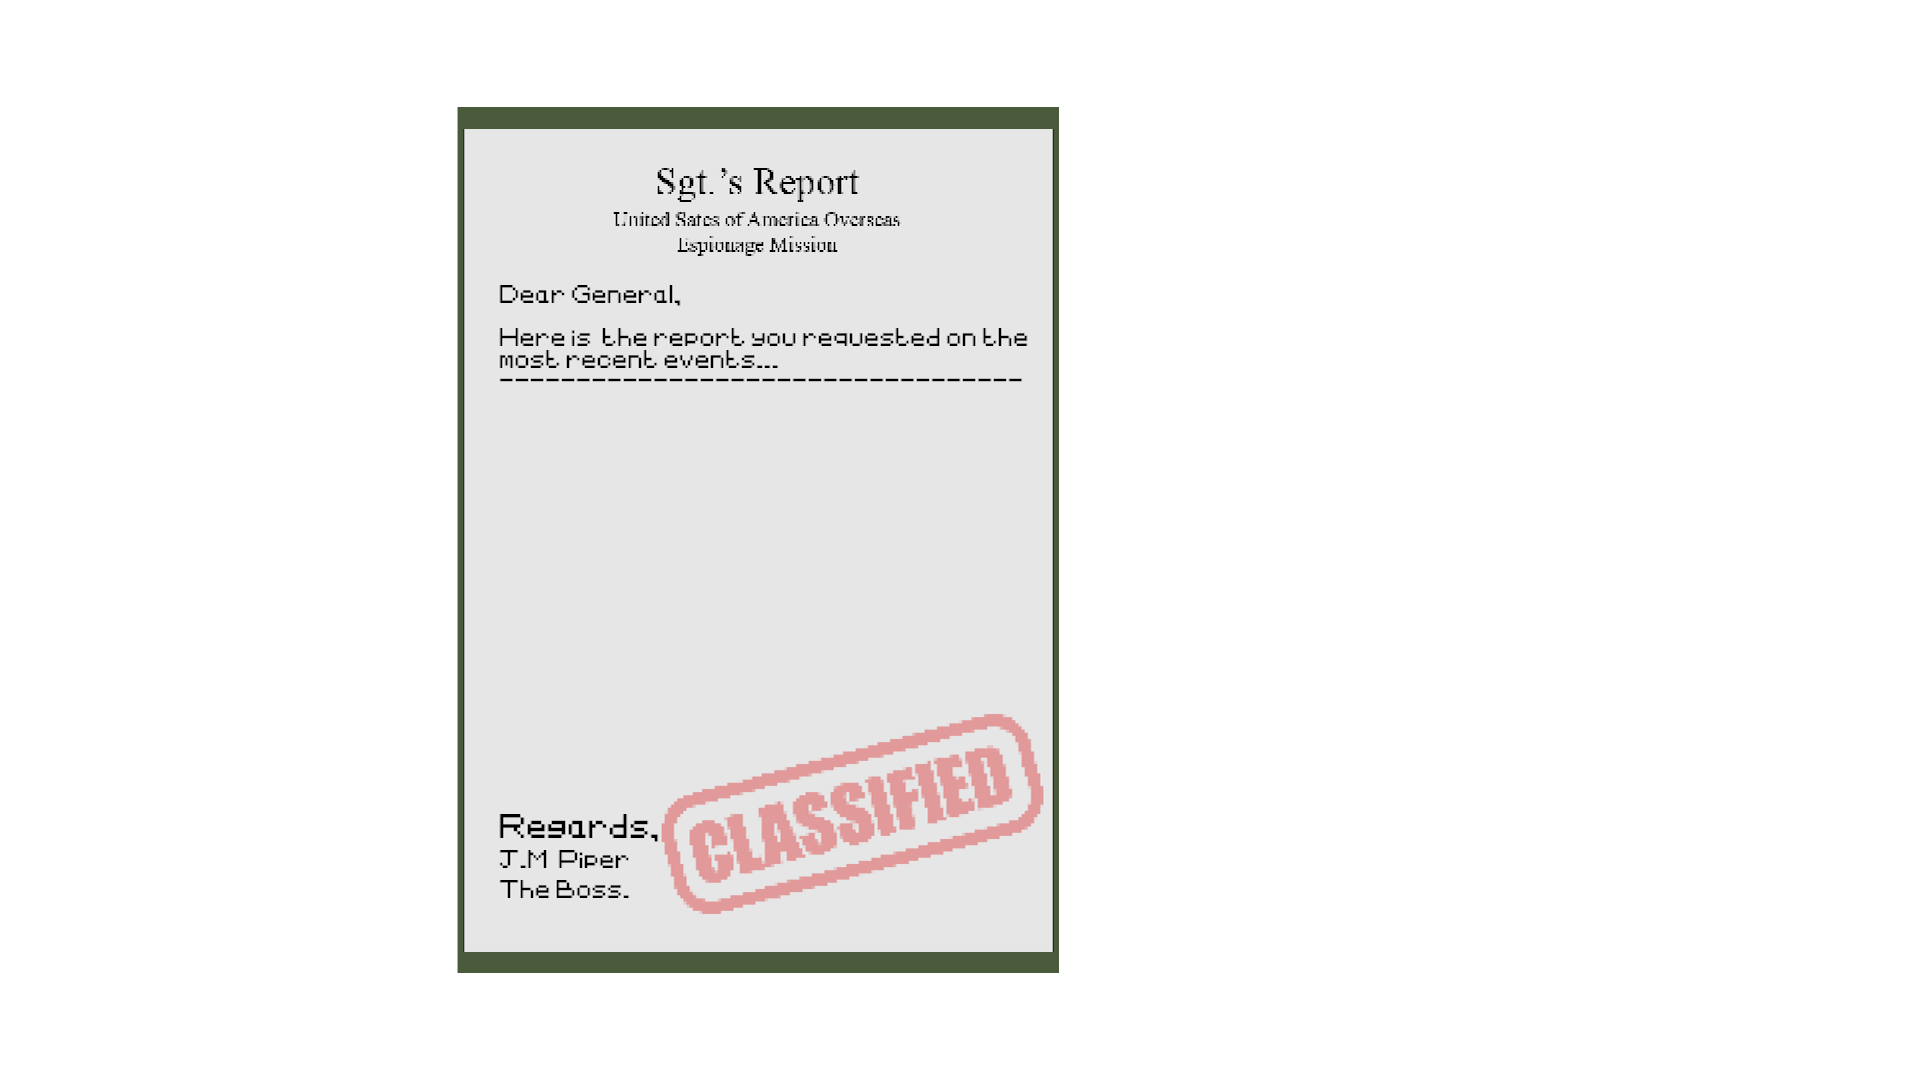 Sgt.'s Report
United Sates of America Overseas
Espionage Mission
Dear General,
Here is the report you requested on the
most recent events...
----------------------------------
Regards,
J.M Piper
The Boss.
CLASSIFIED